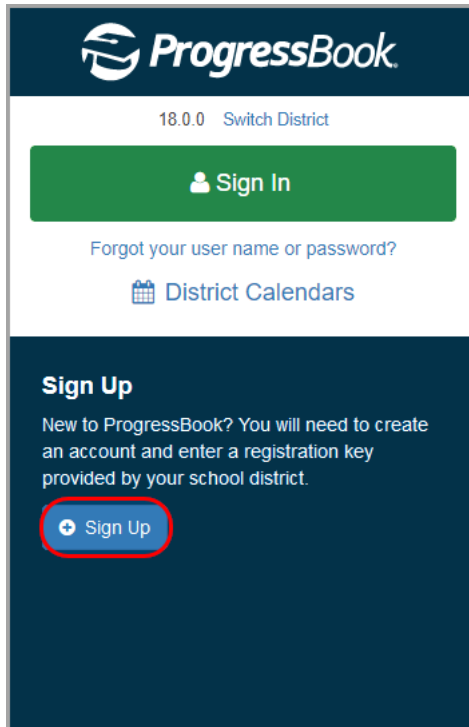 ProgressBook
18.0.0 Switch District
Sign In
Forgot your user name or password?
District Calendars
Sign Up
New to ProgressBook? You will need to create
an account and enter a registration key
provided by your school district.
Sign Up